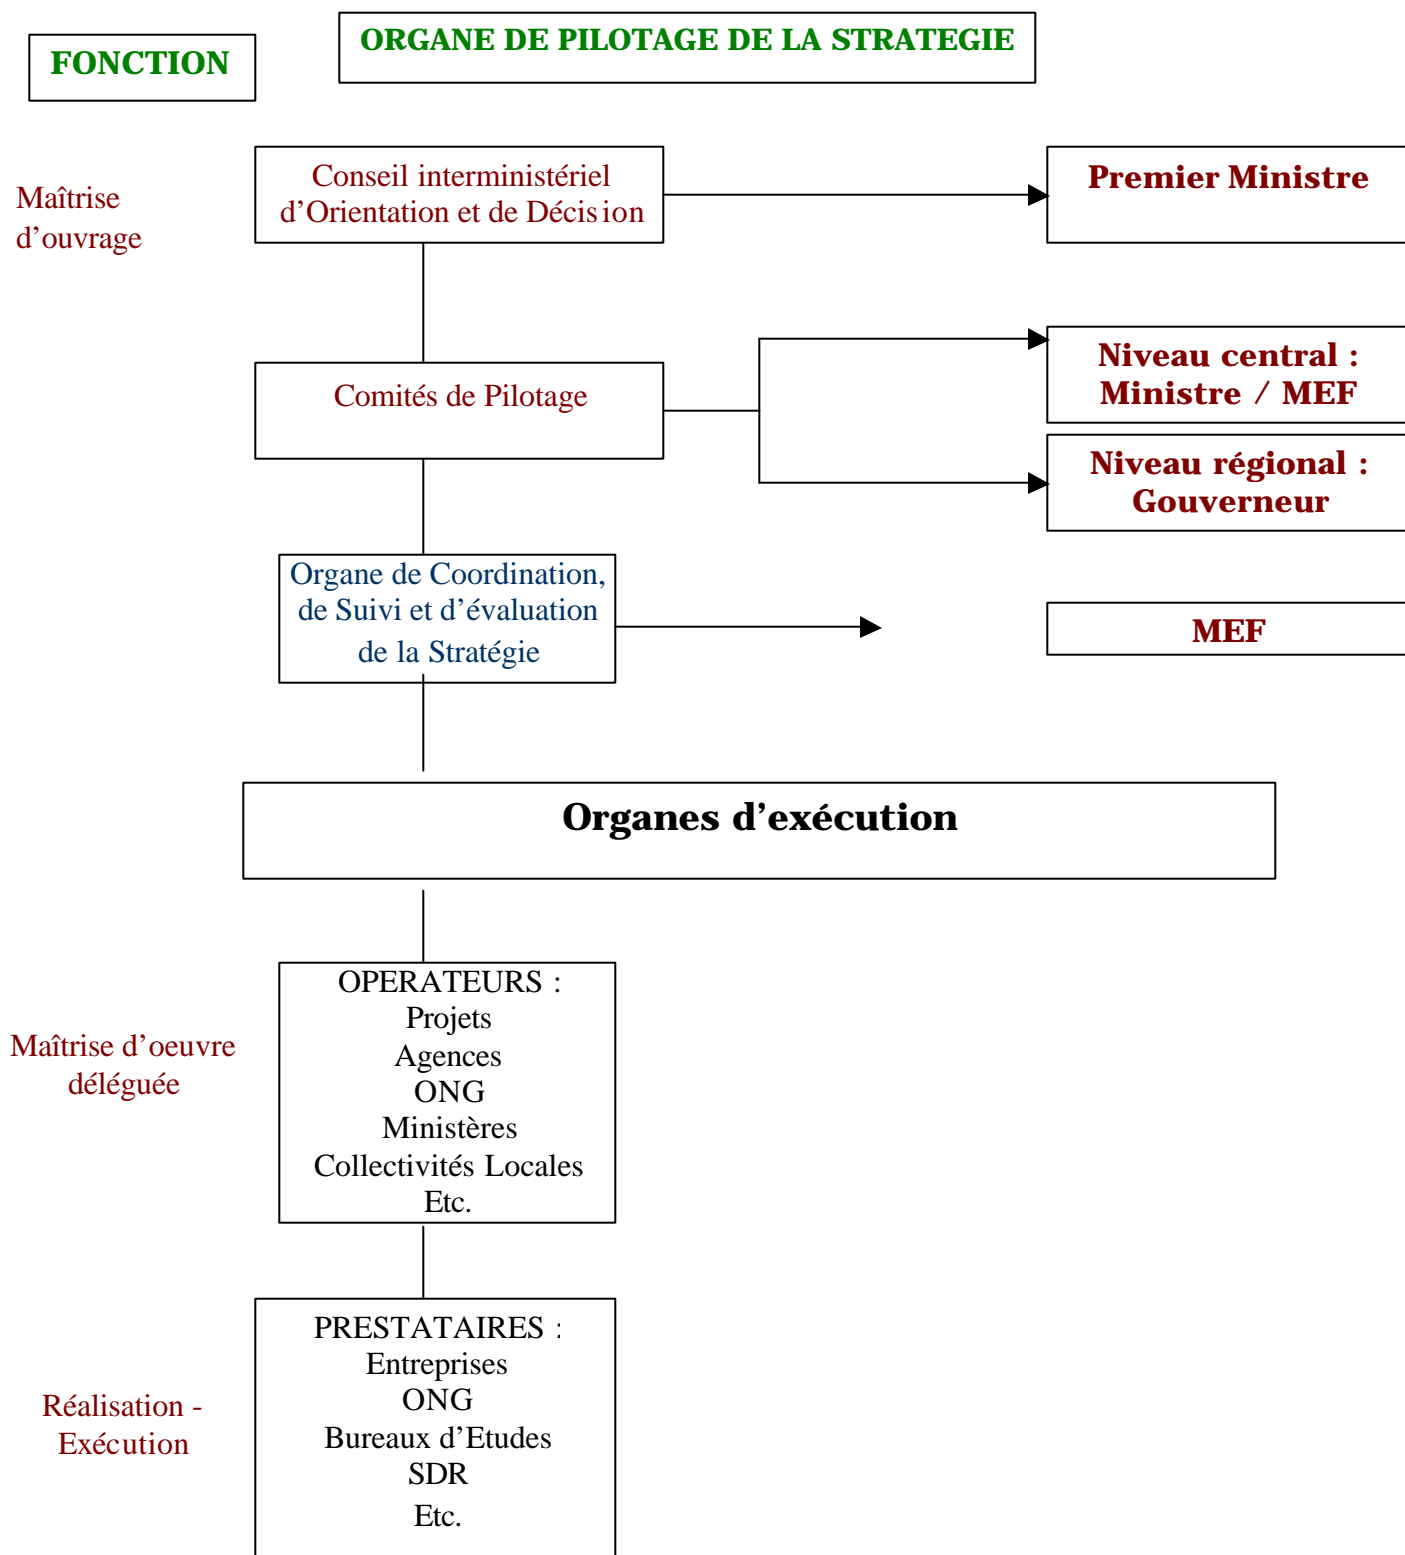 FONCTION
ORGANE DE PILOTAGE DE LA STRATEGIE
Maîtrise
d’ouvrage
Conseil interministériel
d’Orientation et de Décision
Premier Ministre
Comités de Pilotage
Niveau central :
Ministre / MEF
Niveau régional :
Gouverneur
Organe de Coordination,
de Suivi et d’évaluation
de la Stratégie
MEF
Organes d’exécution
Maîtrise d’oeuvre
déléguée
OPERATEURS :
Projets
Agences
ONG
Ministères
Collectivités Locales
Etc.
Réalisation -
Exécution
PRESTATAIRES :
Entreprises
ONG
Bureaux d’Etudes
SDR
Etc.